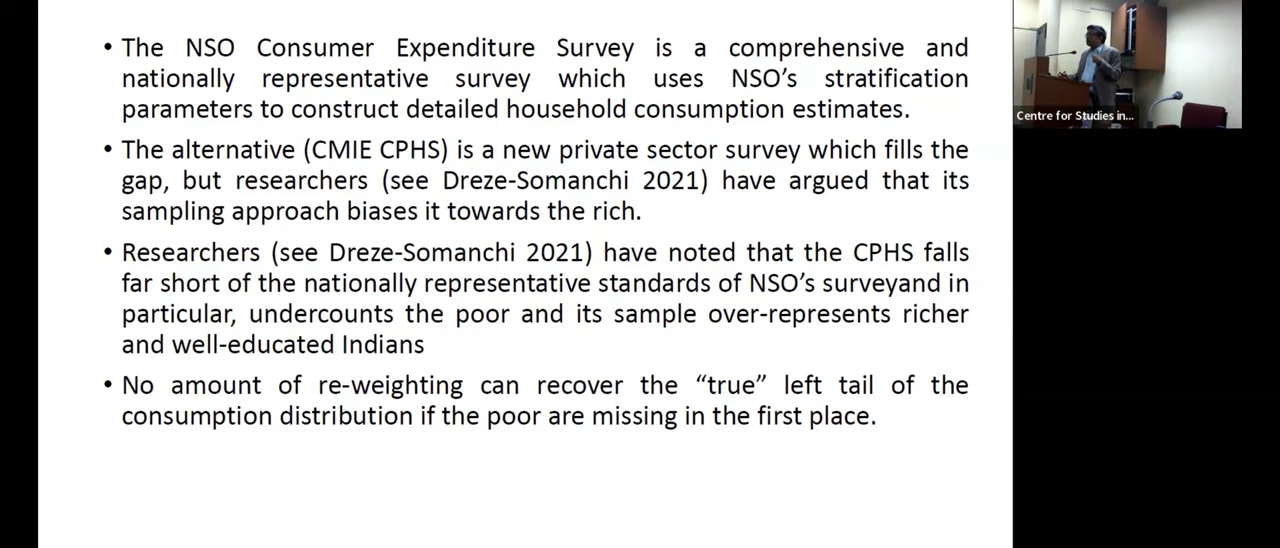 • The NSO Consumer Expenditure Survey is a comprehensive and
nationally representative survey which uses NSO’s stratification
parameters to construct detailed household consumption estimates.
• The alternative (CMIE CPHS) is a new private sector survey which fills the
gap, but researchers (see Dreze-Somanchi 2021) have argued that its
sampling approach biases it towards the rich.
• Researchers (see Dreze-Somanchi 2021) have noted that the CPHS falls
far short of the nationally representative standards of NSO’s surveyand in
particular, undercounts the poor and its sample over-represents richer
and well-educated Indians
• No amount of re-weighting can recover the “true” left tail of the
consumption distribution if the poor are missing in the first place.
Centre for Studies in...